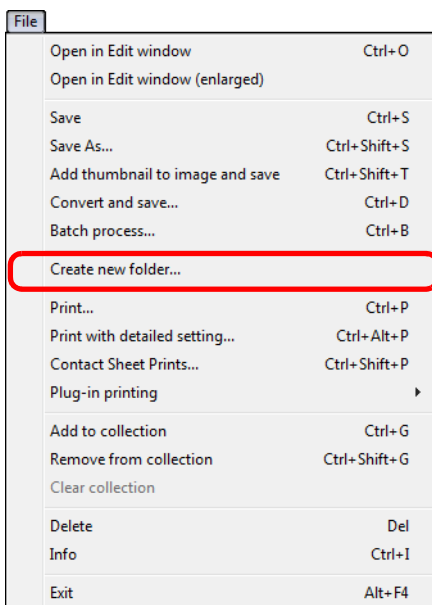 File
Open in Edit window Ctrl+O
Open in Edit window (enlarged)
Save Ctrl+S
Save As... Ctrl+Shift+S
Add thumbnail to image and save Ctrl+Shift+T
Convert and save... Ctrl+D
Batch process... Ctrl+B
Create new folder...
Print... Ctrl+P
Print with detailed setting... Ctrl+Alt+P
Contact Sheet Prints... Ctrl+Shift+P
Plug-in printing
Add to collection Ctrl+G
Remove from collection Ctrl+Shift+G
Clear collection
Delete Del
Info Ctrl+I
Exit Alt+F4